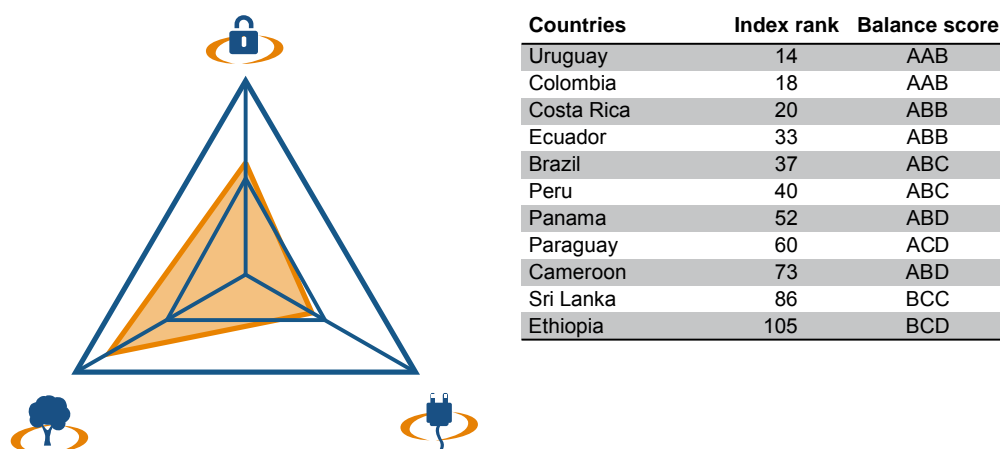 Countries Index rank Balance score
Uruguay 14 AAB
Colombia 18 AAB
Costa Rica 20 ABB
Ecuador 33 ABB
Brazil 37 ABC
Peru 40 ABC
Panama 52 ABD
Paraguay 60 ACD
Cameroon 73 ABD
Sri Lanka 86 BCC
Ethiopia 105 BCD